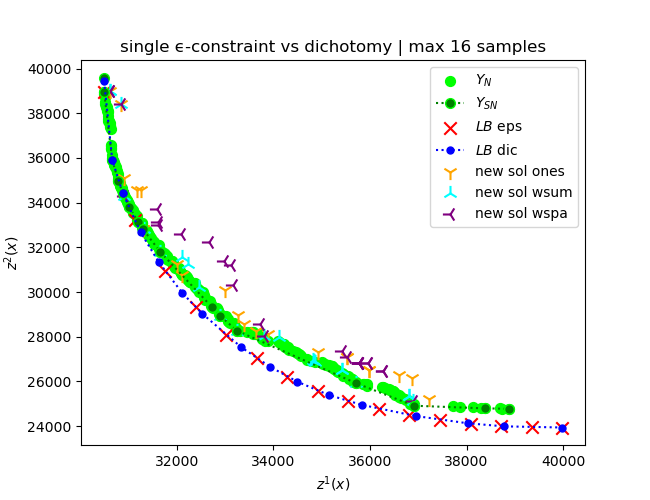 single ϵ-constraint vs dichotomy | max 16 samples
40000
38000
36000
34000
32000
30000
28000
26000
24000
z²(x)
Y_N
Y_SN
LB eps
LB dic
new sol ones
new sol wsum
new sol wspa
32000 34000 36000 38000 40000
z¹(x)